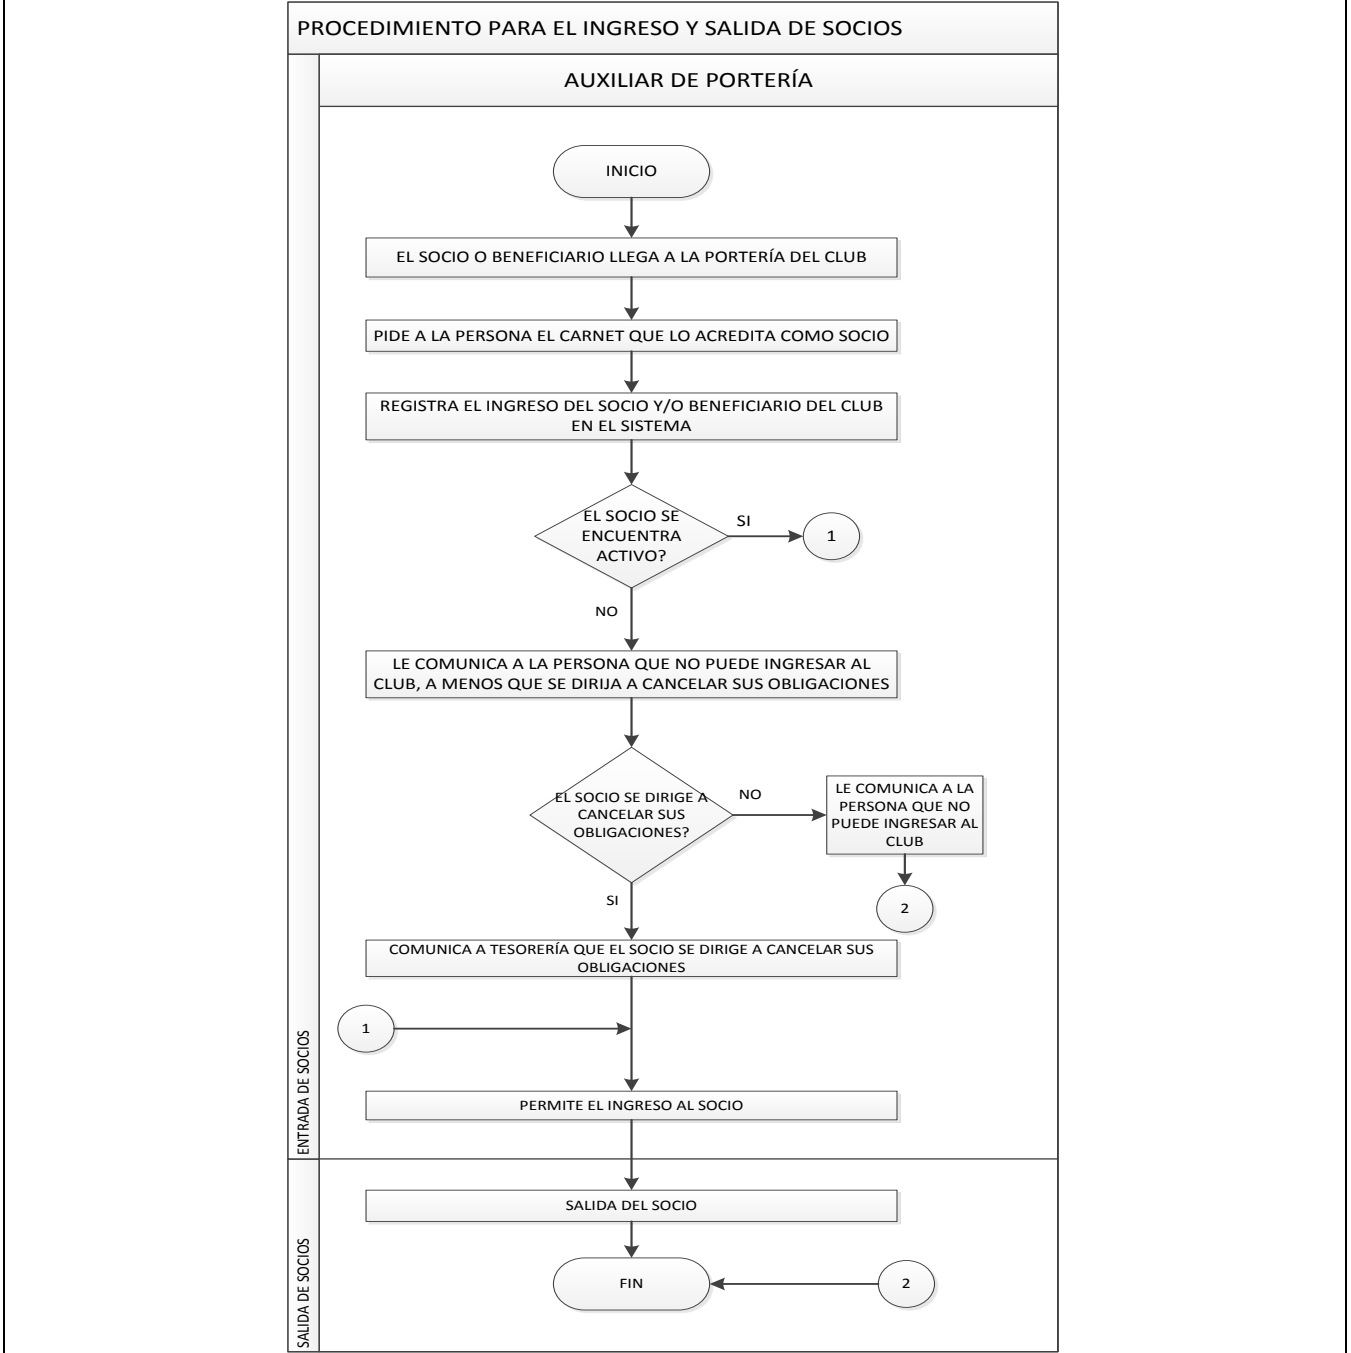 PROCEDIMIENTO PARA EL INGRESO Y SALIDA DE SOCIOS
AUXILIAR DE PORTERÍA
INICIO
EL SOCIO O BENEFICIARIO LLEGA A LA PORTERÍA DEL CLUB
PIDE A LA PERSONA EL CARNET QUE LO ACREDITA COMO SOCIO
REGISTRA EL INGRESO DEL SOCIO Y/O BENEFICIARIO DEL CLUB
EN EL SISTEMA
EL SOCIO SE
ENCUENTRA
ACTIVO?
SI
1
NO
LE COMUNICA A LA PERSONA QUE NO PUEDE INGRESAR AL
CLUB, A MENOS QUE SE DIRIJA A CANCELAR SUS OBLIGACIONES
EL SOCIO SE DIRIGE A
CANCELAR SUS
OBLIGACIONES?
NO
LE COMUNICA A LA
PERSONA QUE NO
PUEDE INGRESAR AL
CLUB
2
SI
COMUNICA A TESORERÍA QUE EL SOCIO SE DIRIGE A CANCELAR SUS
OBLIGACIONES
1
PERMITE EL INGRESO AL SOCIO
ENTRADA DE SOCIOS
SALIDA DEL SOCIO
FIN
2
SALIDA DE SOCIOS